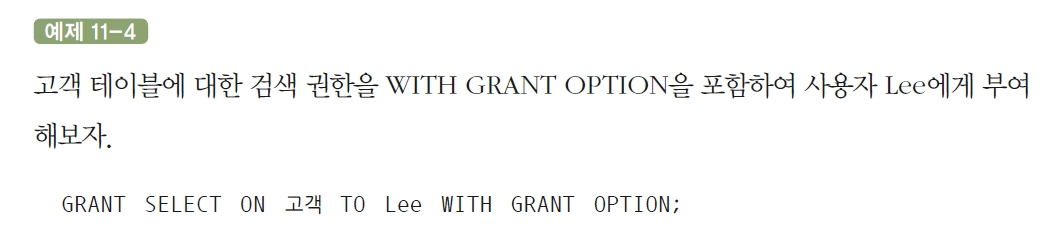 예제 11-4
고객 테이블에 대한 검색 권한을 WITH GRANT OPTION을 포함하여 사용자 Lee에게 부여
해보자.
GRANT SELECT ON 고객 TO Lee WITH GRANT OPTION;